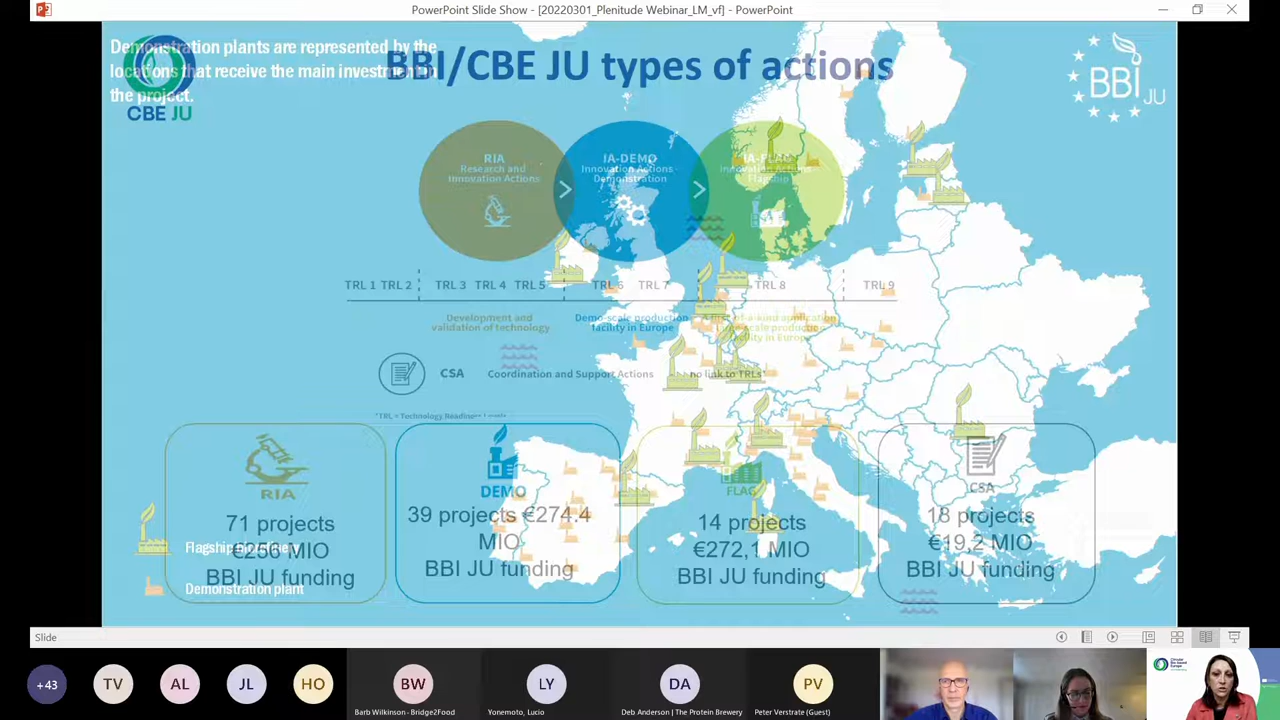 PowerPoint Slide Show - [20220301_Plenitude Webinar_LM_vf] - PowerPoint
Demonstration plants are represented by the
locations that receive the main investment in
the project.
CBE JU
BBI/CBE JU types of actions
BBI JU
RIA
Research and
Innovation Actions
IA-DEMO
Innovation Actions
Demonstration
IA-FLAG
Innovation Actions
Flagship
TRL 1 TRL 2
TRL 3 TRL 4 TRL 5
TRL 6 TRL 7
TRL 8
TRL 9
Development and
validation of technology
Demo-scale production
facility in Europe
of-a-kind application
large-scale production
facility in Europe
CSA
Coordination and Support Actions
no link to TRLs*
*TRL = Technology Readiness Levels
RIA
71 projects
MIO
BBI JU funding
DEMO
39 projects €274.4
MIO
BBI JU funding
FLAG
14 projects
€272,1 MIO
BBI JU funding
CSA
18 projects
€19,2 MIO
BBI JU funding
Flagship
Demonstration plant
Slide
+43
TV
AL
JL
HO
BW
Barb Wilkinson - Bridge2Food
LY
Yonemoto, Lucio
DA
Deb Anderson | The Protein Brewery
PV
Peter Verstrate (Guest)
Circular
Bio-based
Europe